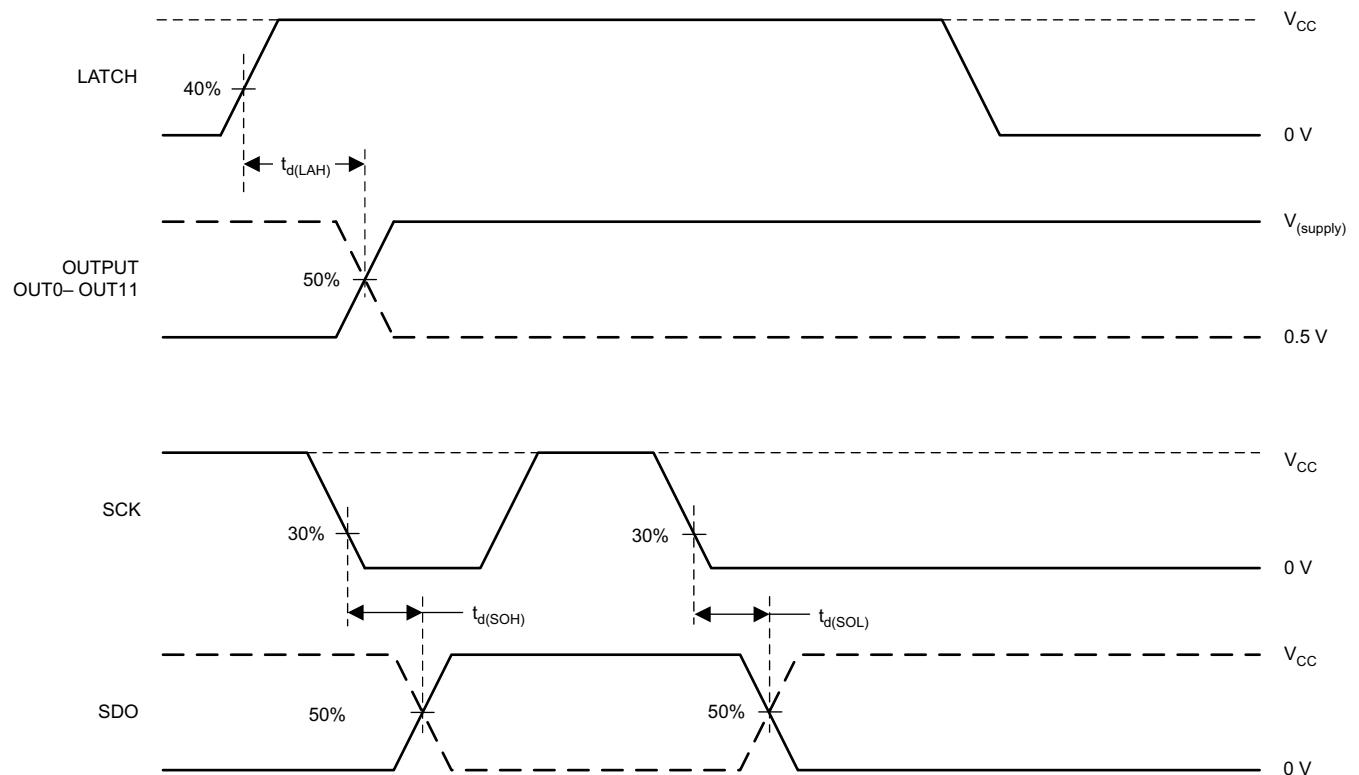 V_CC
LATCH
40%
0 V
t_d(LAH)
V_(supply)
OUTPUT
OUT0– OUT11
50%
0.5 V
V_CC
SCK
30%
30%
0 V
t_d(SOH)
t_d(SOL)
V_CC
SDO
50%
50%
0 V